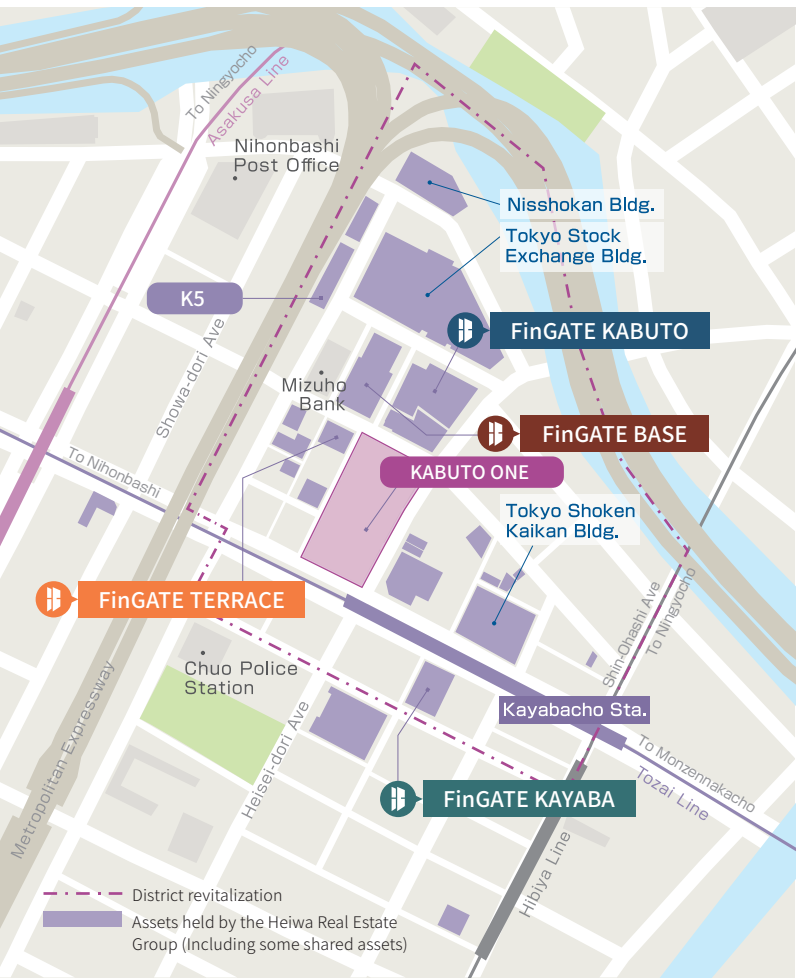 To Ningyocho
Asakusa Line
Nihonbashi
Post Office
Nisshokan Bldg.
Tokyo Stock
Exchange Bldg.
K5
FinGATE KABUTO
Showa-dori Ave
Mizuho
Bank
FinGATE BASE
KABUTO ONE
To Nihonbashi
Tokyo Shoken
Kaikan Bldg.
FinGATE TERRACE
Shin-Ohashi Ave
To Ningyocho
Chuo Police
Station
Kayabacho Sta.
Metropolitan Expressway
Heisei-dori Ave
To Monzennakacho
Tozai Line
FinGATE KAYABA
Hibiya Line
District revitalization
Assets held by the Heiwa Real Estate
Group (Including some shared assets)